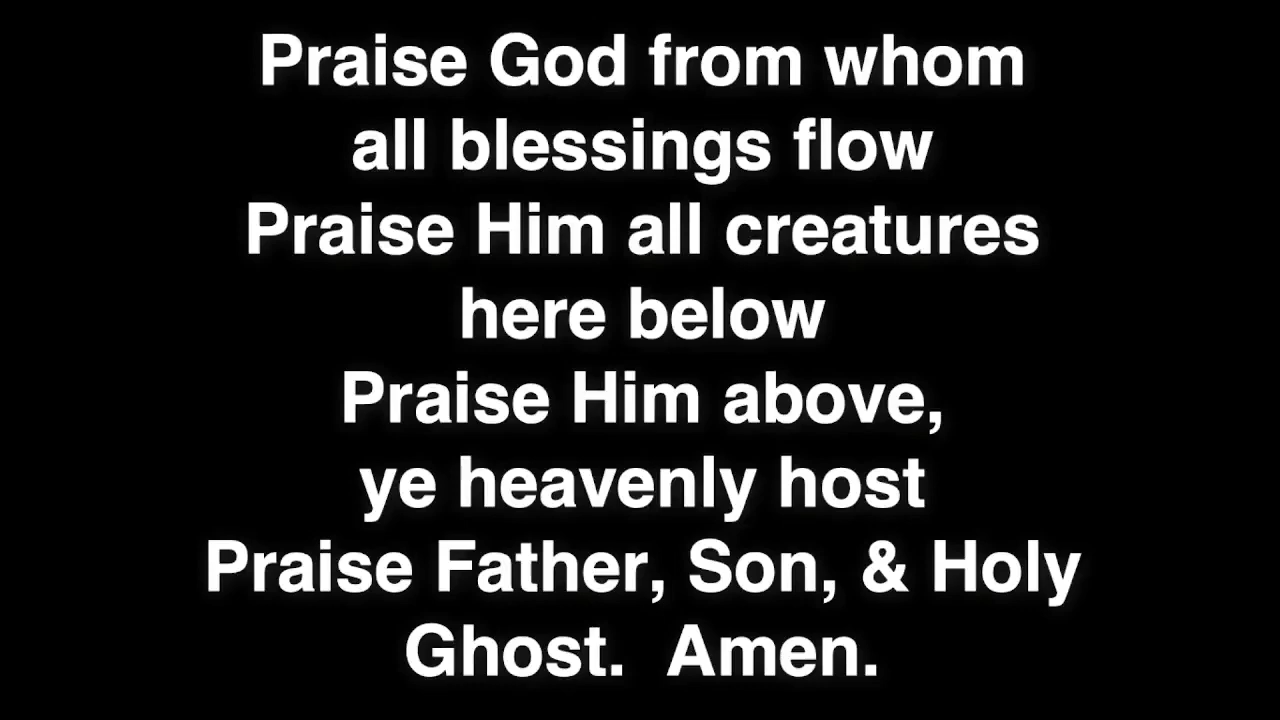 Praise God from whom
all blessings flow
Praise Him all creatures
here below
Praise Him above,
ye heavenly host
Praise Father, Son, & Holy
Ghost.  Amen.